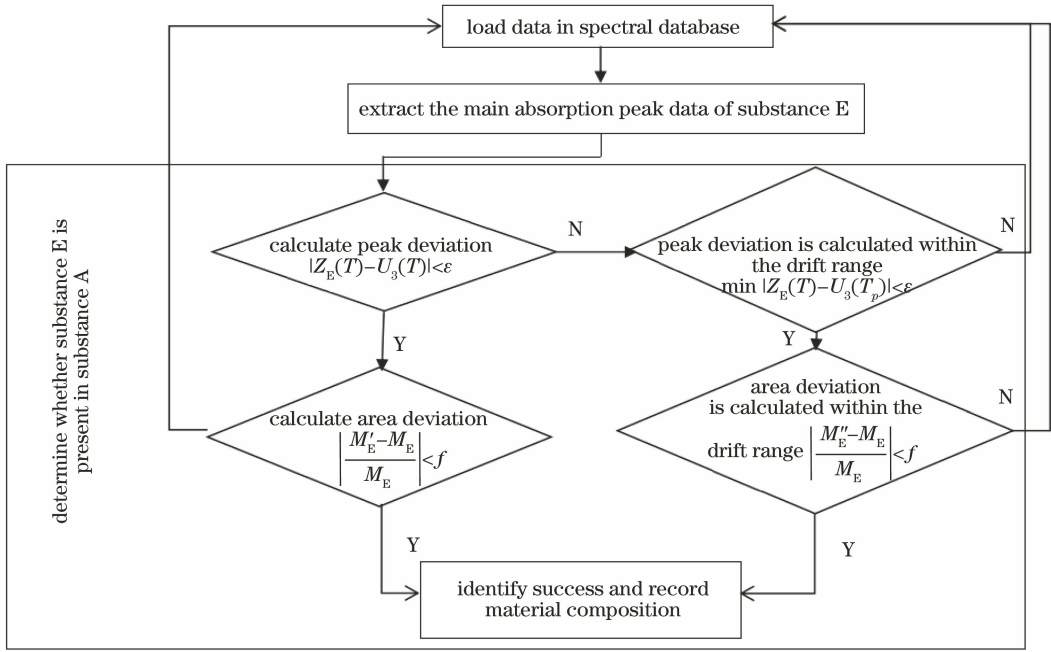 load data in spectral database
extract the main absorption peak data of substance E
determine whether substance E is
present in substance A
calculate peak deviation
|Z_E(T)−U_3(T)|<ε
N
peak deviation is calculated within
the drift range
min |Z_E(T)−U_3(T_p)|<ε
N
Y
Y
calculate area deviation
|(M′_E−M_E)/M_E|<f
area deviation
is calculated within the
drift range |(M″_E−M_E)/M_E|<f
N
Y
Y
identify success and record
material composition